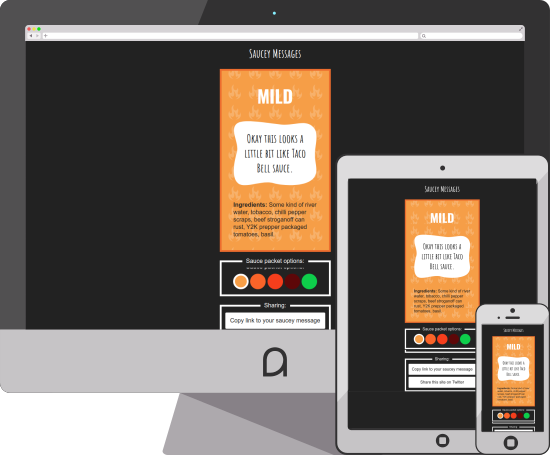 Saucey Messages
MILD
Okay this looks a
little bit like Taco
Bell sauce.
Ingredients: Some kind of river
water, tobacco, chilli pepper
scraps, beef stroganoff can
rust, Y2K prepper packaged
tomatoes, basil.
Sauce packet options:
Sharing:
Copy link to your saucey message
Saucey Messages
MILD
Okay this looks a
little bit like Taco
Bell sauce.
Ingredients: Some kind of river
water, tobacco, chilli pepper
scraps, beef stroganoff can
rust, Y2K prepper packaged
tomatoes, basil.
Sauce packet options:
Sharing:
Copy link to your saucey message
Share this site on Twitter
Saucey Messages
MILD
Okay this looks a
little bit like Taco
Bell sauce.